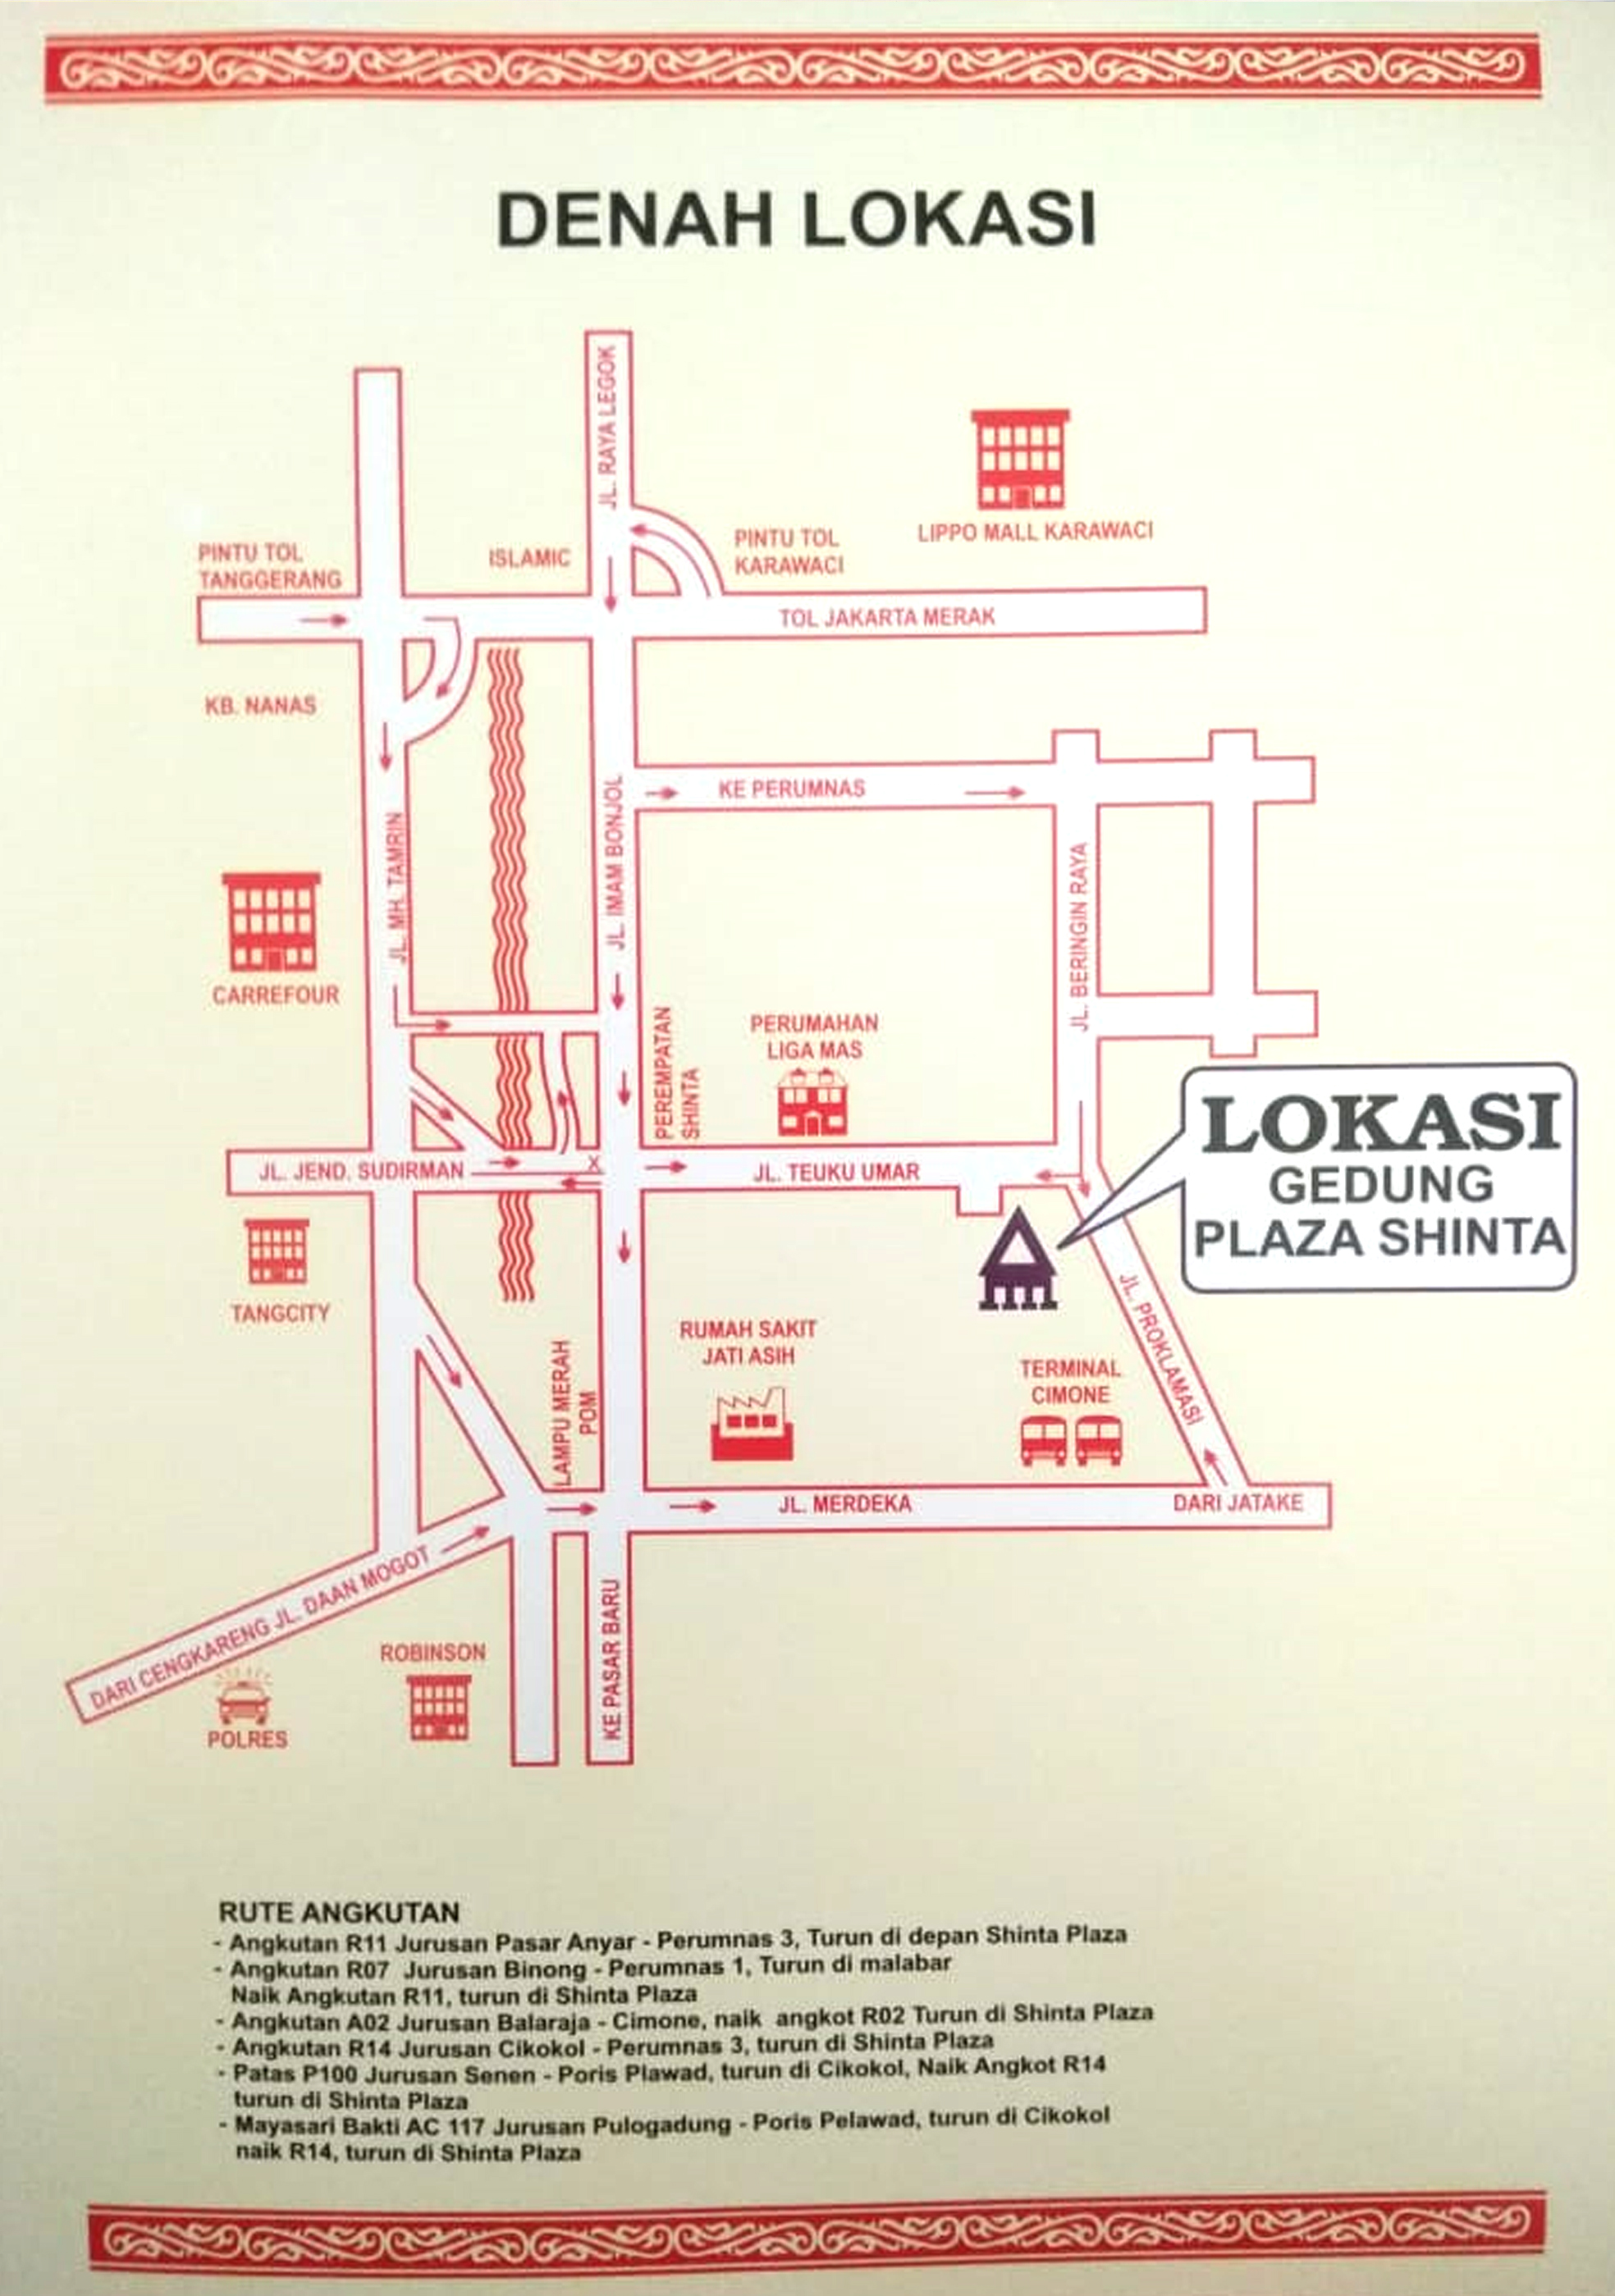 DENAH LOKASI
JL. RAYA LEGOK
LIPPO MALL KARAWACI
PINTU TOL
TANGGERANG
ISLAMIC
PINTU TOL
KARAWACI
TOL JAKARTA MERAK
KB. NANAS
KE PERUMNAS
JL. MH. TAMRIN
JL. IMAM BONJOL
JL. BERINGIN RAYA
CARREFOUR
PEREMPATAN
SHINTA
PERUMAHAN
LIGA MAS
LOKASI
GEDUNG
PLAZA SHINTA
JL. JEND. SUDIRMAN
X
JL. TEUKU UMAR
TANGCITY
JL. PROKLAMASI
RUMAH SAKIT
JATI ASIH
LAMPU MERAH
POM
TERMINAL
CIMONE
JL. MERDEKA
DARI JATAKE
DARI CENGKARENG JL. DAAN MOGOT
KE PASAR BARU
ROBINSON
POLRES
RUTE ANGKUTAN
- Angkutan R11 Jurusan Pasar Anyar - Perumnas 3, Turun di depan Shinta Plaza
- Angkutan R07 Jurusan Binong - Perumnas 1, Turun di malabar
Naik Angkutan R11, turun di Shinta Plaza
- Angkutan A02 Jurusan Balaraja - Cimone, naik angkot R02 Turun di Shinta Plaza
- Angkutan R14 Jurusan Cikokol - Perumnas 3, turun di Shinta Plaza
- Patas P100 Jurusan Senen - Poris Plawad, turun di Cikokol, Naik Angkot R14
turun di Shinta Plaza
- Mayasari Bakti AC 117 Jurusan Pulogadung - Poris Pelawad, turun di Cikokol
naik R14, turun di Shinta Plaza